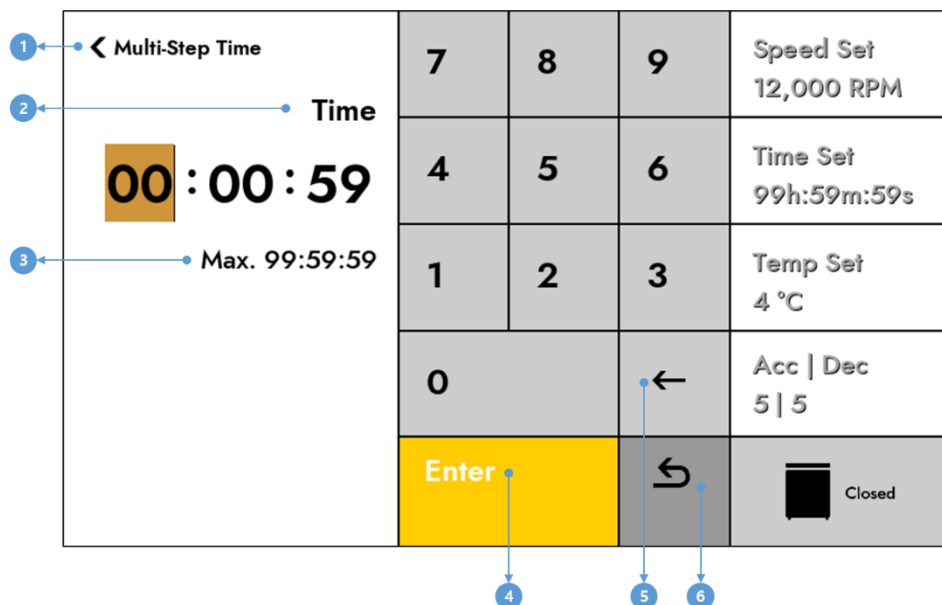 1
Multi-Step Time
2
Time
00 : 00 : 59
3
Max. 99:59:59
7
8
9
4
5
6
1
2
3
0
←
Enter
Speed Set
12,000 RPM
Time Set
99h:59m:59s
Temp Set
4 °C
Acc | Dec
5 | 5
Closed
4
5
6